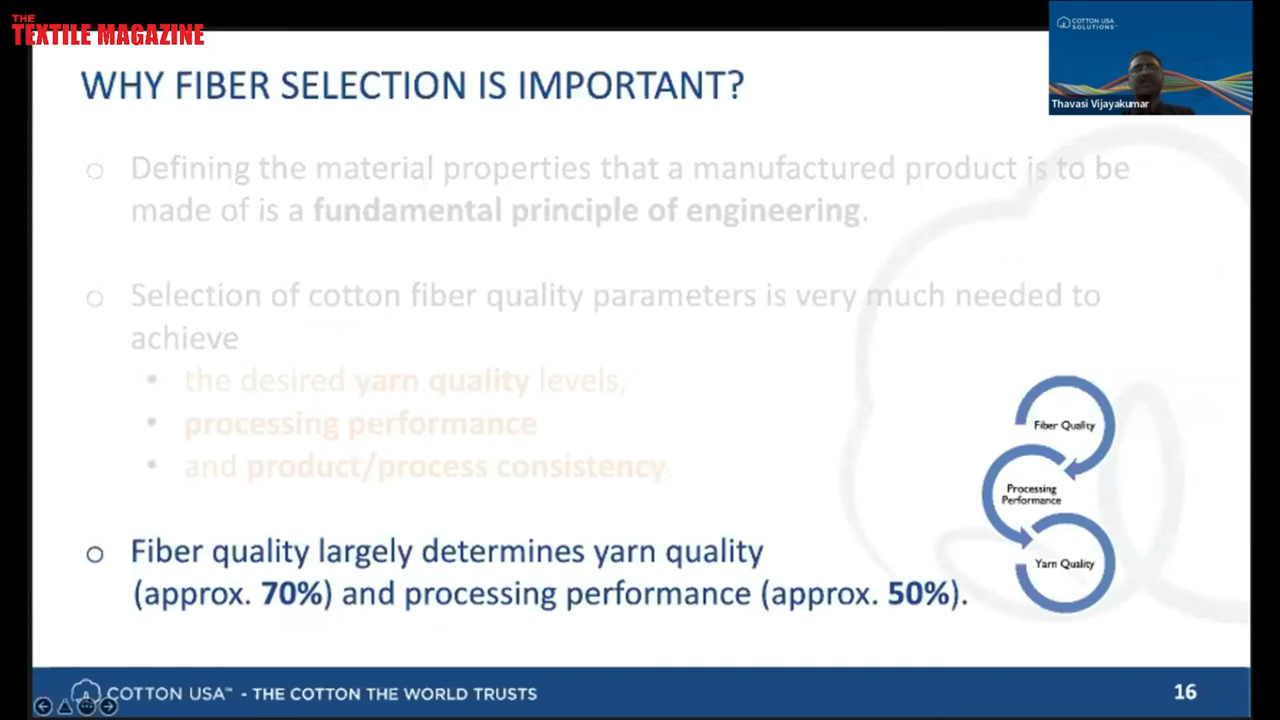 THE
TEXTILE MAGAZINE
COTTON USA
SOLUTIONS™
Thavasi Vijayakumar
WHY FIBER SELECTION IS IMPORTANT?
Defining the material properties that a manufactured product is to be
made of is a fundamental principle of engineering.
Selection of cotton fiber quality parameters is very much needed to
achieve
the desired yarn quality levels,
processing performance
and product/process consistency
Fiber Quality
Processing
Performance
Yarn Quality
Fiber quality largely determines yarn quality
(approx. 70%) and processing performance (approx. 50%).
COTTON USA™ - THE COTTON THE WORLD TRUSTS
16